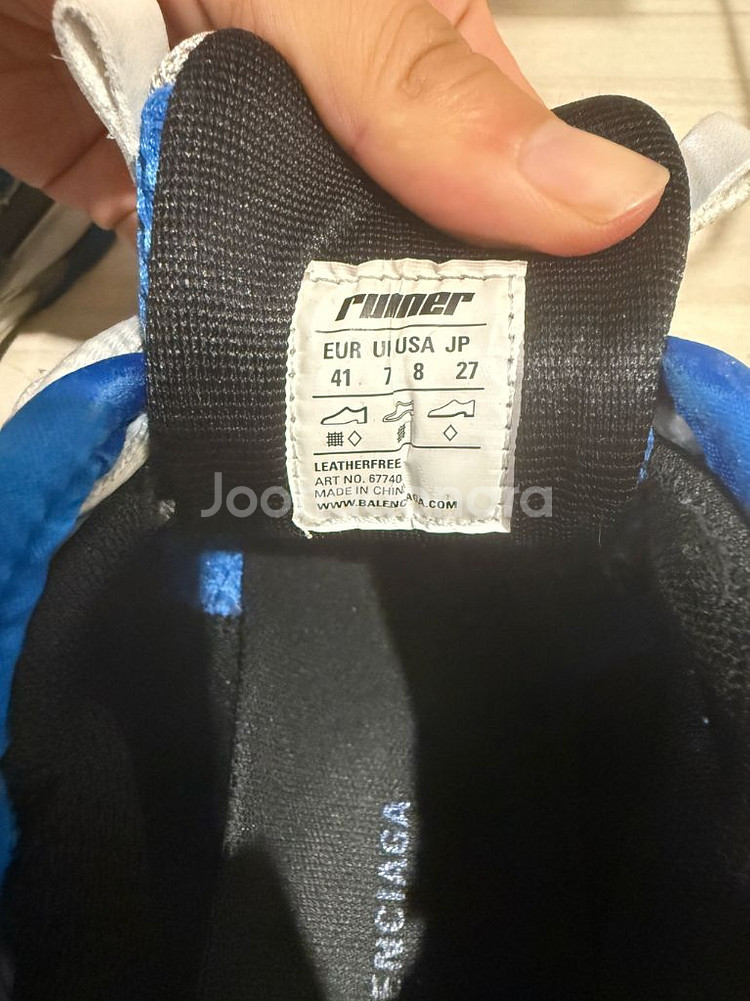 runner
EUR UK USA JP
41 7 8 27
LEATHERFREE
ART NO. 67740
MADE IN CHINA
WWW.BALENCIAGA.COM
ENCIAGA